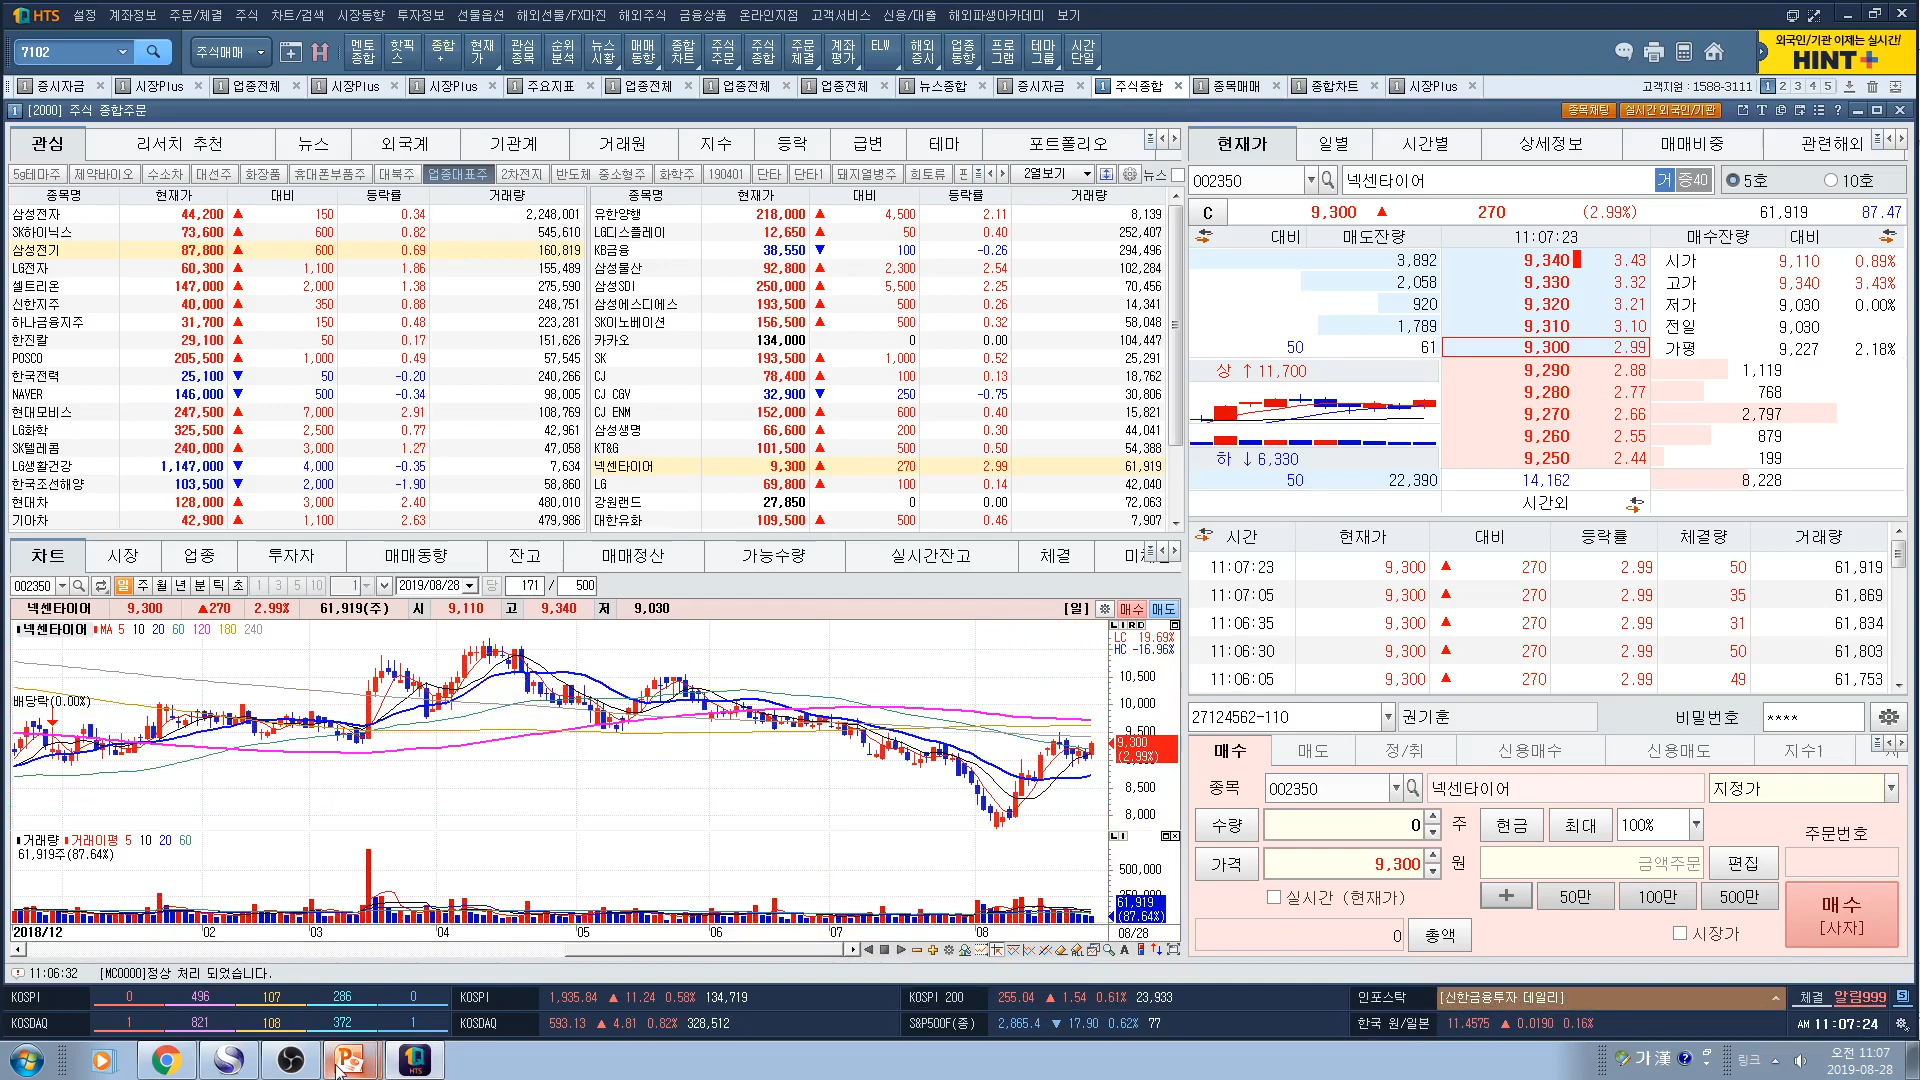 HTS 설정 계좌정보 주문/체결 주식 차트/검색 시장동향 투자정보 선물옵션 해외선물/FX마진 해외주식 금융상품 온라인지점 고객서비스 신용/대출 해외파생아카데미 보기
7102 주식매매 멘토종합 핫픽스 종합+ 현재가 관심종목 순위분석 뉴스시황 매매동향 종합차트 주식주문 주식종합 주문체결 계좌평가 ELW 해외증시 업종동향 프로그램 테마그룹 시간단일
외국인/기관 이제는 실시간!
HINT+
1 증시자금 1 시장Plus 1 업종전체 1 시장Plus 1 시장Plus 1 주요지표 1 업종전체 1 업종전체 1 업종전체 1 뉴스종합 1 증시자금 1 주식종합 1 종목매매 1 종합차트 1 시장Plus 고객지원 : 1588-3111 1 2 3 4 5
1 [2000] 주식 종합주문 종목채팅 실시간 외국인/기관
관심 리서치 추천 뉴스 외국계 기관계 거래원 지수 등락 급변 테마 포트폴리오
5g테마주 제약바이오 수소차 대선주 화장품 휴대폰부품주 대북주 업종대표주 2차전지 반도체 중소형주 화학주 190401 단타 단타1 돼지열병주 희토류 2열보기 뉴스
종목명 현재가 대비 등락률 거래량 종목명 현재가 대비 등락률 거래량
삼성전자 44,200 ▲ 150 0.34 2,248,001 유한양행 218,000 ▲ 4,500 2.11 8,139
SK하이닉스 73,600 ▲ 600 0.82 545,610 LG디스플레이 12,650 ▲ 50 0.40 252,407
삼성전기 87,800 ▲ 600 0.69 160,819 KB금융 38,550 ▼ 100 -0.26 294,496
LG전자 60,300 ▲ 1,100 1.86 155,489 삼성물산 92,800 ▲ 2,300 2.54 102,284
셀트리온 147,000 ▲ 2,000 1.38 275,590 삼성SDI 250,000 ▲ 5,500 2.25 70,456
신한지주 40,000 ▲ 350 0.88 248,751 삼성에스디에스 193,500 ▲ 500 0.26 14,341
하나금융지주 31,700 ▲ 150 0.48 223,281 SK이노베이션 156,500 ▲ 500 0.32 58,048
한진칼 29,100 ▲ 50 0.17 151,626 카카오 134,000 0 0.00 104,447
POSCO 205,500 ▲ 1,000 0.49 57,545 SK 193,500 ▲ 1,000 0.52 25,291
한국전력 25,100 ▼ 50 -0.20 240,266 CJ 78,400 ▲ 100 0.13 18,762
NAVER 146,000 ▼ 500 -0.34 98,005 CJ CGV 32,900 ▼ 250 -0.75 30,806
현대모비스 247,500 ▲ 7,000 2.91 108,769 CJ ENM 152,000 ▲ 600 0.40 15,821
LG화학 325,500 ▲ 2,500 0.77 42,961 삼성생명 66,600 ▲ 200 0.30 44,041
SK텔레콤 240,000 ▲ 3,000 1.27 47,058 KT&G 101,500 ▲ 500 0.50 54,388
LG생활건강 1,147,000 ▼ 4,000 -0.35 7,634 넥센타이어 9,300 ▲ 270 2.99 61,919
한국조선해양 103,500 ▼ 2,000 -1.90 58,860 LG 69,800 ▲ 100 0.14 42,040
현대차 128,000 ▲ 3,000 2.40 480,010 강원랜드 27,850 0 0.00 72,063
기아차 42,900 ▲ 1,100 2.63 479,986 대한유화 109,500 ▲ 500 0.46 7,907
현재가 일별 시간별 상세정보 매매비중 관련해외
002350 넥센타이어 거 증40 5호 10호
C 9,300 ▲ 270 (2.99%) 61,919 87.47
대비 매도잔량 11:07:23 매수잔량 대비
3,892 9,340 3.43 시가 9,110 0.89%
2,058 9,330 3.32 고가 9,340 3.43%
920 9,320 3.21 저가 9,030 0.00%
1,789 9,310 3.10 전일 9,030
50 61 9,300 2.99 가평 9,227 2.18%
상 ↑ 11,700 9,290 2.88 1,119
9,280 2.77 768
9,270 2.66 2,797
9,260 2.55 879
하 ↓ 6,330 9,250 2.44 199
50 22,390 14,162 8,228
시간외
시간 현재가 대비 등락률 체결량 거래량
11:07:23 9,300 ▲ 270 2.99 50 61,919
11:07:05 9,300 ▲ 270 2.99 35 61,869
11:06:35 9,300 ▲ 270 2.99 31 61,834
11:06:30 9,300 ▲ 270 2.99 50 61,803
11:06:05 9,300 ▲ 270 2.99 49 61,753
차트 시장 업종 투자자 매매동향 잔고 매매정산 가능수량 실시간잔고 체결
002350 일 주 월 년 분 틱 초 1 3 5 10 1 2019/08/28 당 171 / 500
넥센타이어 9,300 ▲270 2.99% 61,919(주) 시 9,110 고 9,340 저 9,030 [일] 매수 매도
넥센타이어 MA 5 10 20 60 120 180 240
L I R D
LC 19.69%
HC -16.96%
10,500
배당락(0.00%)
10,000
9,500
9,300
(2.99%)
8,500
8,000
거래량 거래이평 5 10 20 60
61,919주(87.64%)
500,000
250,000
61,919
(87.64%)
2018/12 02 03 04 05 06 07 08 08/28
27124562-110 권기훈 비밀번호 ****
매수 매도 정/취 신용매수 신용매도 지수1
종목 002350 넥센타이어 지정가
수량 0 주 현금 최대 100% 주문번호
가격 9,300 원 금액주문 편집
실시간 (현재가) + 50만 100만 500만 매수
[사자]
0 총액 시장가
11:06:32 [MC0000]정상 처리 되었습니다.
KOSPI 0 496 107 286 0 KOSPI 1,935.84 ▲ 11.24 0.58% 134,719 KOSPI 200 255.04 ▲ 1.54 0.61% 23,933 인포스탁 [신한금융투자 데일리] 체결 알림999
KOSDAQ 1 821 108 372 1 KOSDAQ 593.13 ▲ 4.81 0.82% 328,512 S&P500F(종) 2,865.4 ▼ 17.90 0.62% 77 한국 원/일본 11.4575 ▲ 0.0190 0.16% AM 11:07:24
가 漢 링크 오전 11:07
2019-08-28